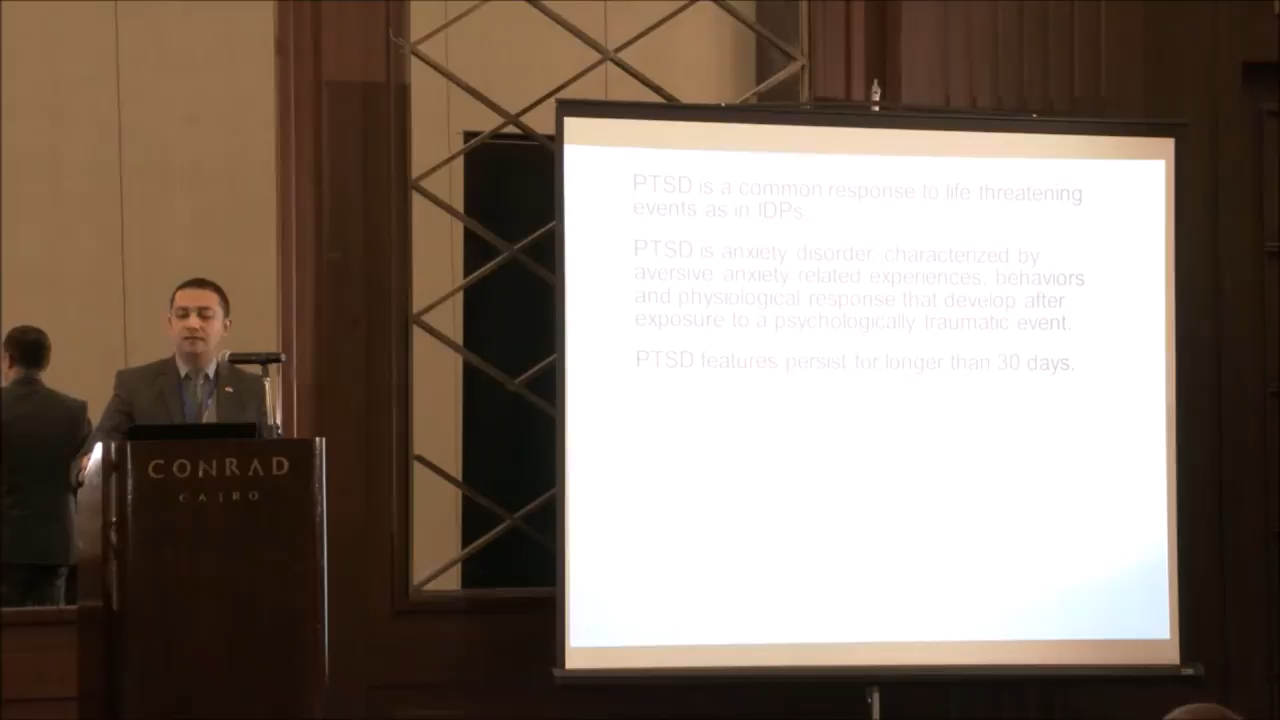 PTSD is a common response to life threatening
events as in IDPs
PTSD is anxiety disorder characterized by
aversive anxiety related experiences, behaviors
and physiological response that develop after
exposure to a psychologically traumatic event.
PTSD features persist for longer than 30 days.
CONRAD
CAIRO